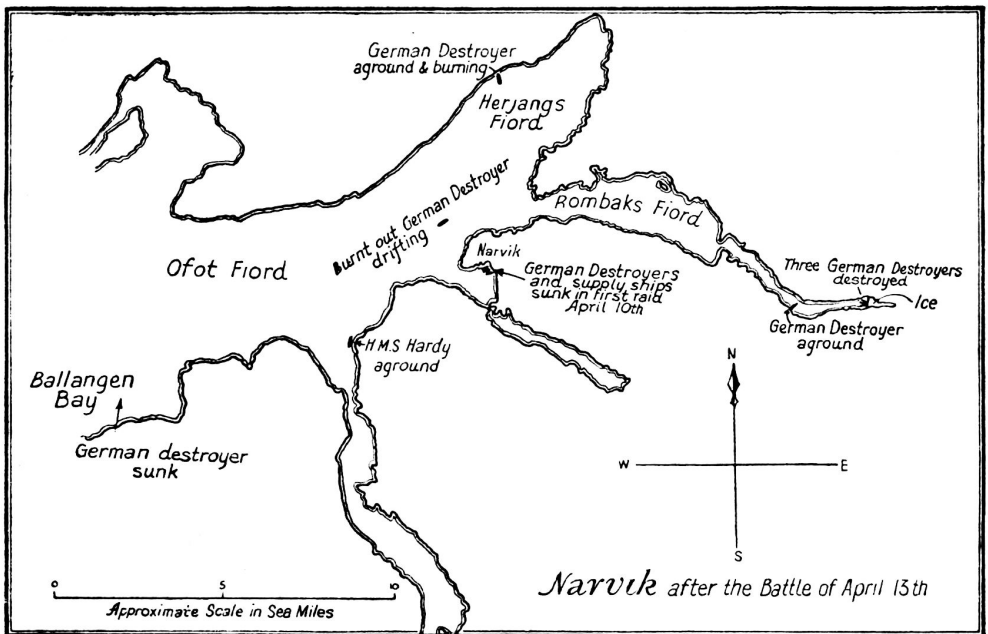 German Destroyer
aground & burning
Herjangs
Fiord
Rombaks Fiord
Burnt out German Destroyer
drifting
Ofot Fiord
Narvik
German Destroyers
and supply ships
sunk in first raid
April 10th
Three German Destroyers
destroyed
Ice
German Destroyer
aground
H.M.S Hardy
aground
Ballangen
Bay
German destroyer
sunk
N
W
E
S
0
5
10
Approximate Scale in Sea Miles
Narvik after the Battle of April 13th